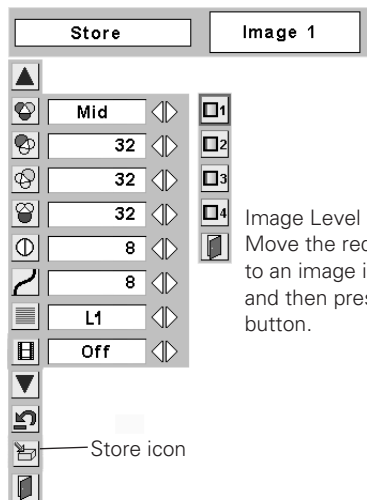 Store
Image 1
Mid
32
32
32
8
8
L1
Off
1
2
3
4
Image Level
Move the red
to an image i
and then pres
button.
Store icon